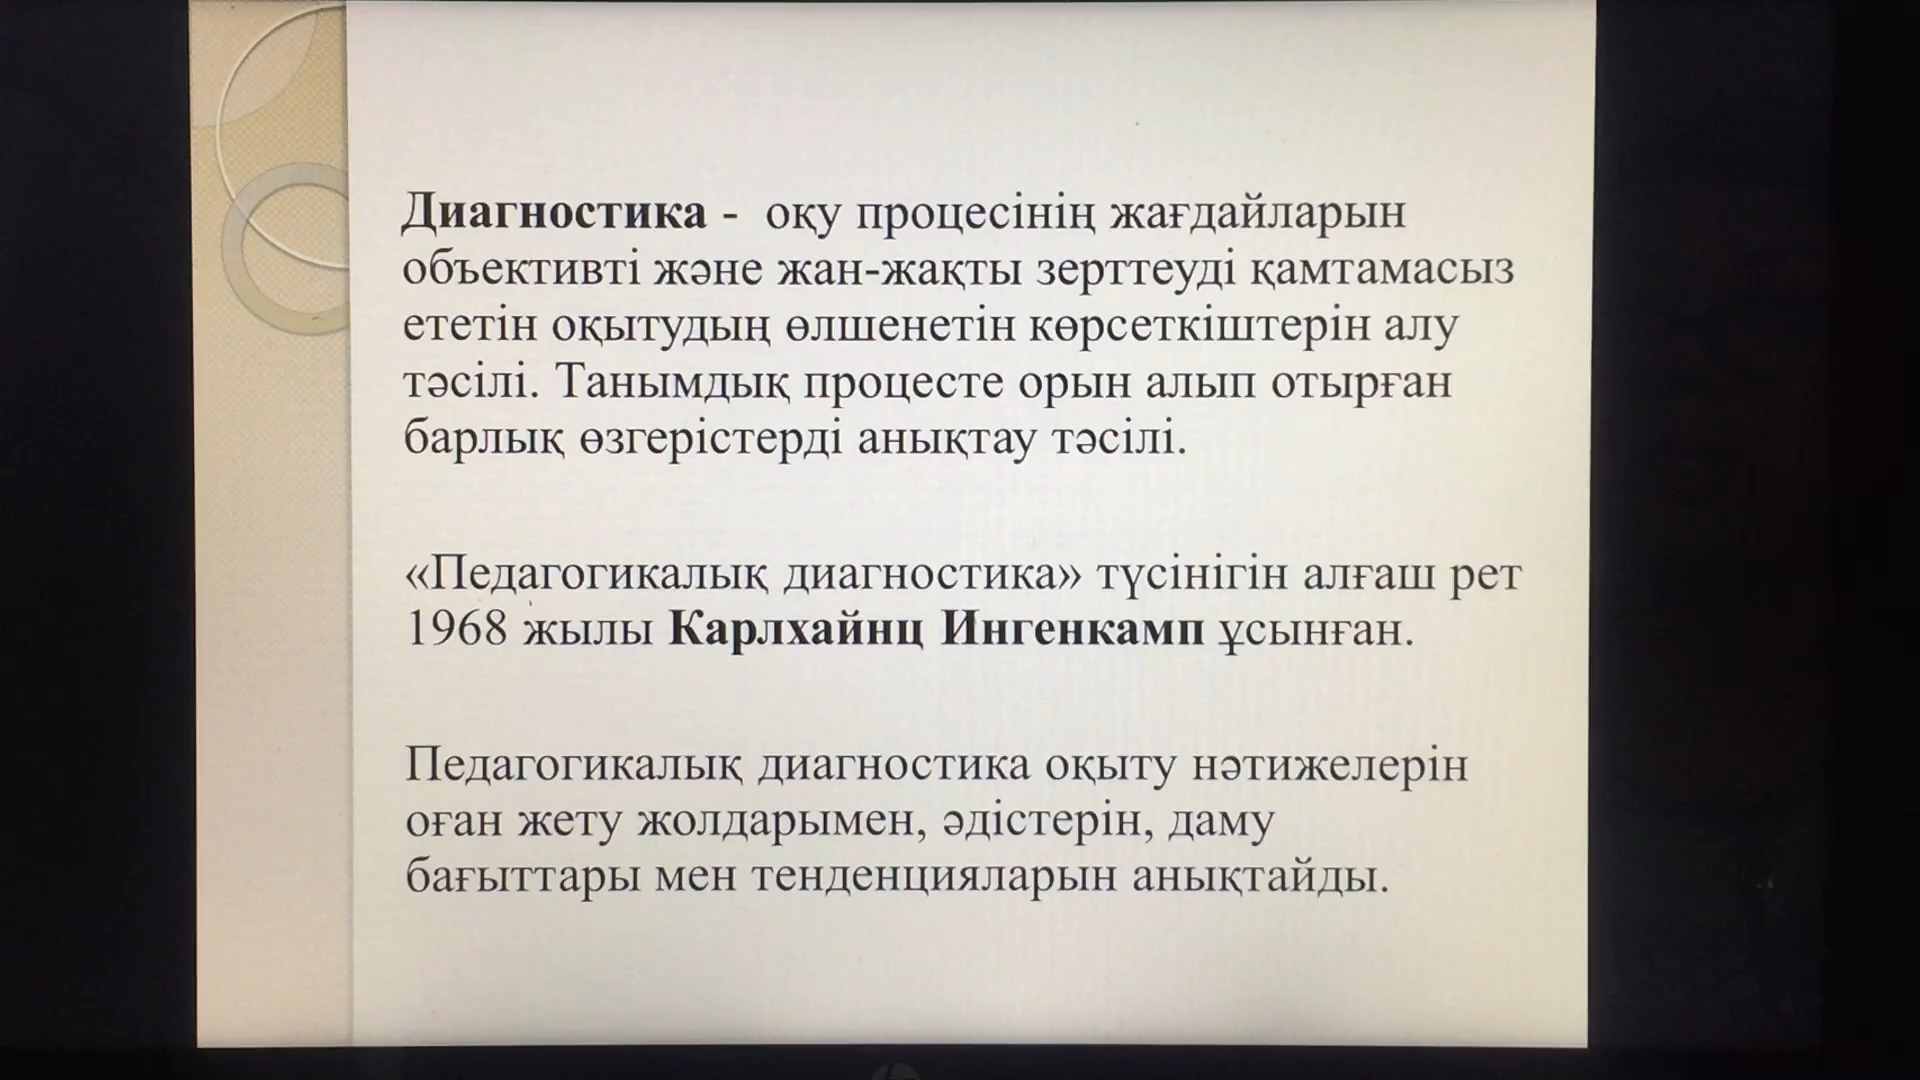 Диагностика - оқу процесінің жағдайларын
объективті және жан-жақты зерттеуді қамтамасыз
ететін оқытудың өлшенетін көрсеткіштерін алу
тәсілі. Танымдық процесте орын алып отырған
барлық өзгерістерді анықтау тәсілі.
«Педагогикалық диагностика» түсінігін алғаш рет
1968 жылы Карлхайнц Ингенкамп ұсынған.
Педагогикалық диагностика оқыту нәтижелерін
оған жету жолдарымен, әдістерін, даму
бағыттары мен тенденцияларын анықтайды.